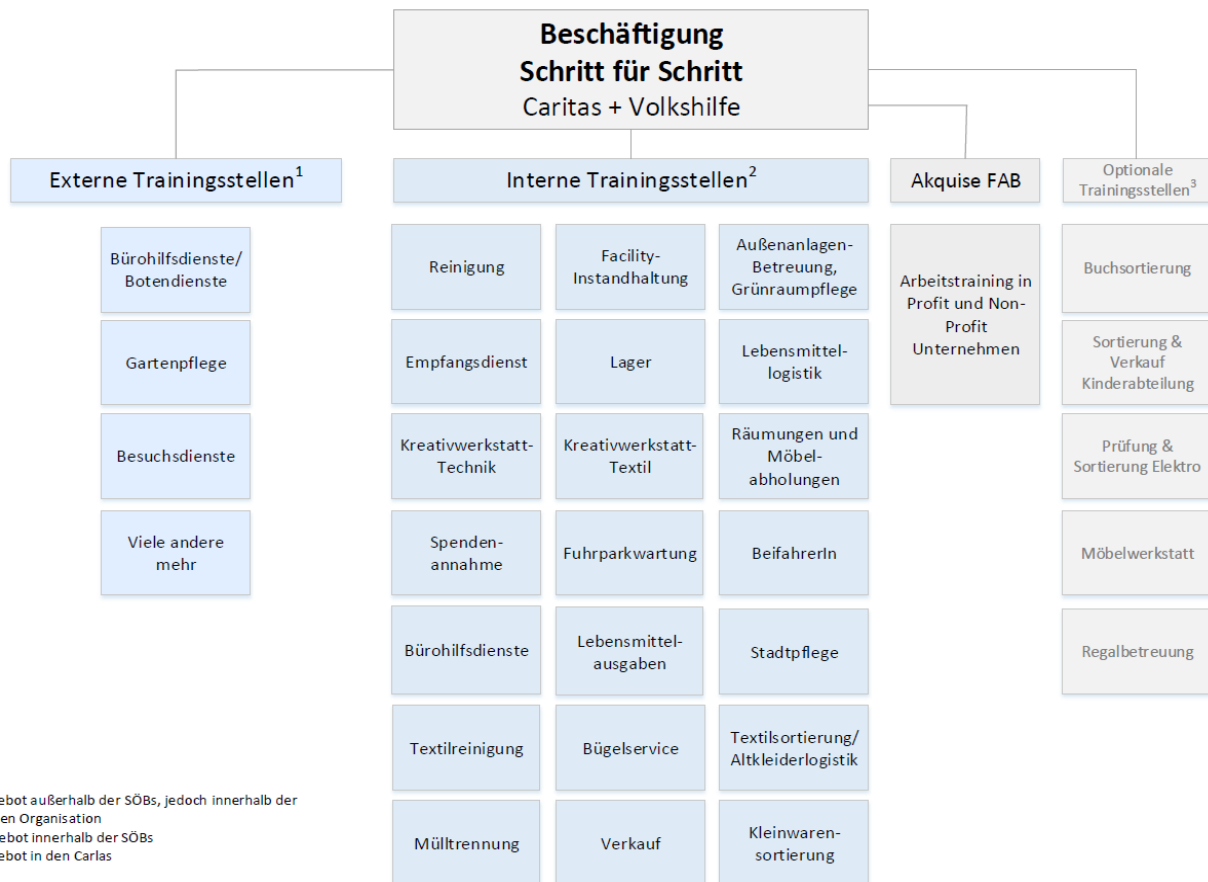 Beschäftigung
Schritt für Schritt
Caritas + Volkshilfe
Externe Trainingsstellen¹
Interne Trainingsstellen²
Akquise FAB
Optionale
Trainingsstellen³
Bürohilfsdienste/
Botendienste
Gartenpflege
Besuchsdienste
Viele andere
mehr
Reinigung
Facility-
Instandhaltung
Außenanlagen-
Betreuung,
Grünraumpflege
Empfangsdienst
Lager
Lebensmittel-
logistik
Kreativwerkstatt-
Technik
Kreativwerkstatt-
Textil
Räumungen und
Möbel-
abholungen
Spenden-
annahme
Fuhrparkwartung
BeifahrerIn
Bürohilfsdienste
Lebensmittel-
ausgaben
Stadtpflege
Textilreinigung
Bügelservice
Textilsortierung/
Altkleiderlogistik
Mülltrennung
Verkauf
Kleinwaren-
sortierung
Arbeitstraining in
Profit und Non-
Profit
Unternehmen
Buchsortierung
Sortierung &
Verkauf
Kinderabteilung
Prüfung &
Sortierung Elektro
Möbelwerkstatt
Regalbetreuung
außerhalb der SÖBs, jedoch innerhalb der
Organisation
innerhalb der SÖBs
in den Carlas